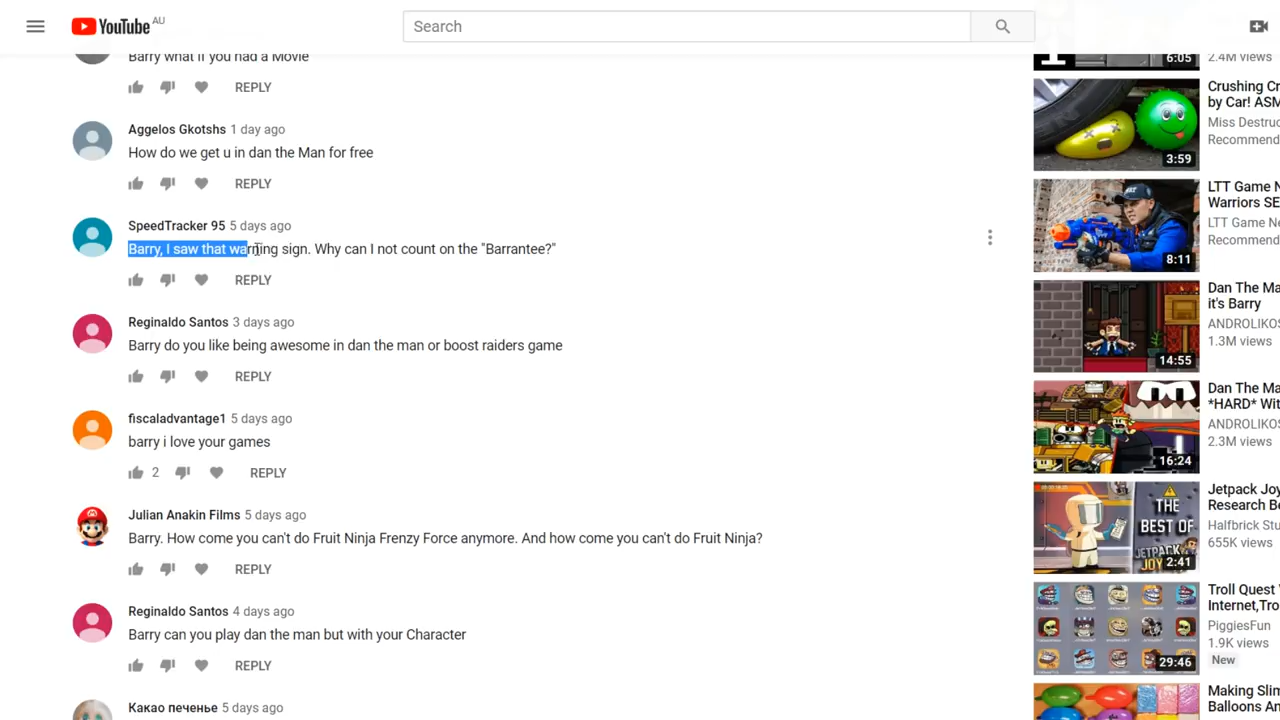 YouTube AU
Search
Barry what if you had a Movie
REPLY
Aggelos Gkotshs 1 day ago
How do we get u in dan the Man for free
REPLY
SpeedTracker 95 5 days ago
Barry, I saw that warning sign. Why can I not count on the "Barrantee?"
REPLY
Reginaldo Santos 3 days ago
Barry do you like being awesome in dan the man or boost raiders game
REPLY
fiscaladvantage1 5 days ago
barry i love your games
2 REPLY
Julian Anakin Films 5 days ago
Barry. How come you can't do Fruit Ninja Frenzy Force anymore. And how come you can't do Fruit Ninja?
REPLY
Reginaldo Santos 4 days ago
Barry can you play dan the man but with your Character
REPLY
Какао печенье 5 days ago
6:05
2.4M views
Crushing Cr
by Car! ASM
Miss Destruc
Recommend
3:59
LTT Game Ne
Warriors SE
LTT Game Ne
Recommend
8:11
Dan The Ma
it's Barry
ANDROLIKOS
1.3M views
14:55
Dan The Ma
*HARD* Wit
ANDROLIKOS
2.3M views
16:24
Jetpack Joy
Research Be
Halfbrick Stu
655K views
THE
BEST OF
JETPACK
JOY
2:41
Troll Quest V
Internet,Tro
PiggiesFun
1.9K views
New
29:46
Making Slim
Balloons An